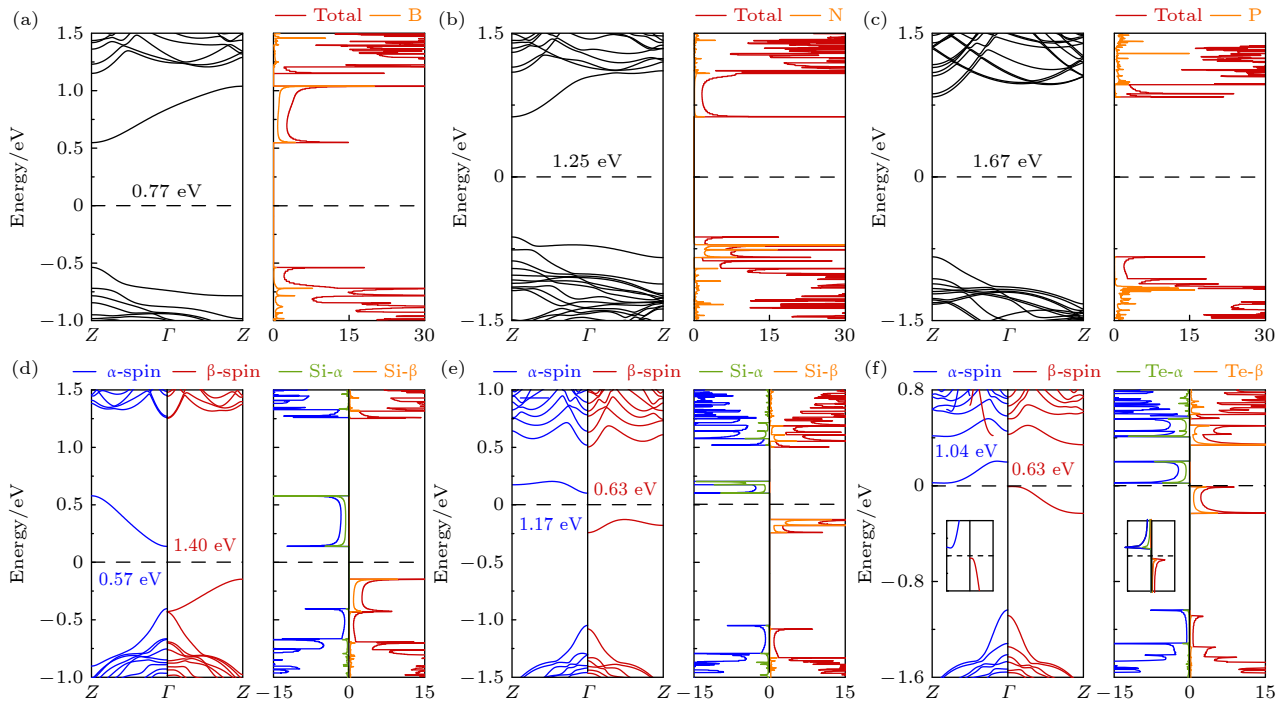 (a)
Total B
Energy/eV
1.5
1.0
0.5
0
−0.5
−1.0
0.77 eV
Z Γ Z
0 15 30
(b)
Total N
Energy/eV
1.5
0
−1.5
1.25 eV
Z Γ Z
0 15 30
(c)
Total P
Energy/eV
1.5
0
−1.5
1.67 eV
Z Γ Z
0 15 30
(d)
α-spin β-spin Si-α Si-β
Energy/eV
1.5
1.0
0.5
0
−0.5
−1.0
1.40 eV
0.57 eV
Z Γ Z
−15 0 15
(e)
α-spin β-spin Si-α Si-β
Energy/eV
1.0
0.5
0
−0.5
−1.0
−1.5
0.63 eV
1.17 eV
Z Γ Z
−15 0 15
(f)
α-spin β-spin Te-α Te-β
Energy/eV
0.8
0
−0.8
−1.6
1.04 eV
0.63 eV
Z Γ Z
−15 0 15